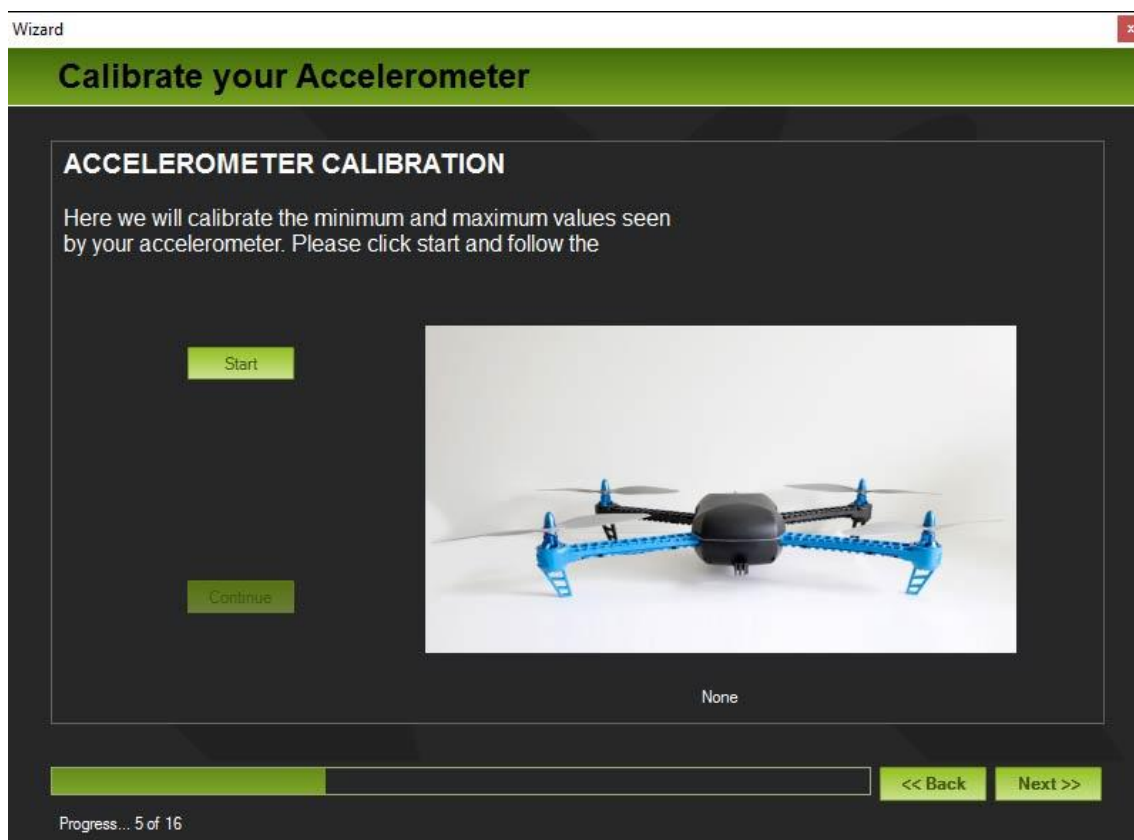 Wizard
x
Calibrate your Accelerometer
ACCELEROMETER CALIBRATION
Here we will calibrate the minimum and maximum values seen
by your accelerometer. Please click start and follow the
Start
Continue
None
<< Back
Next >>
Progress... 5 of 16